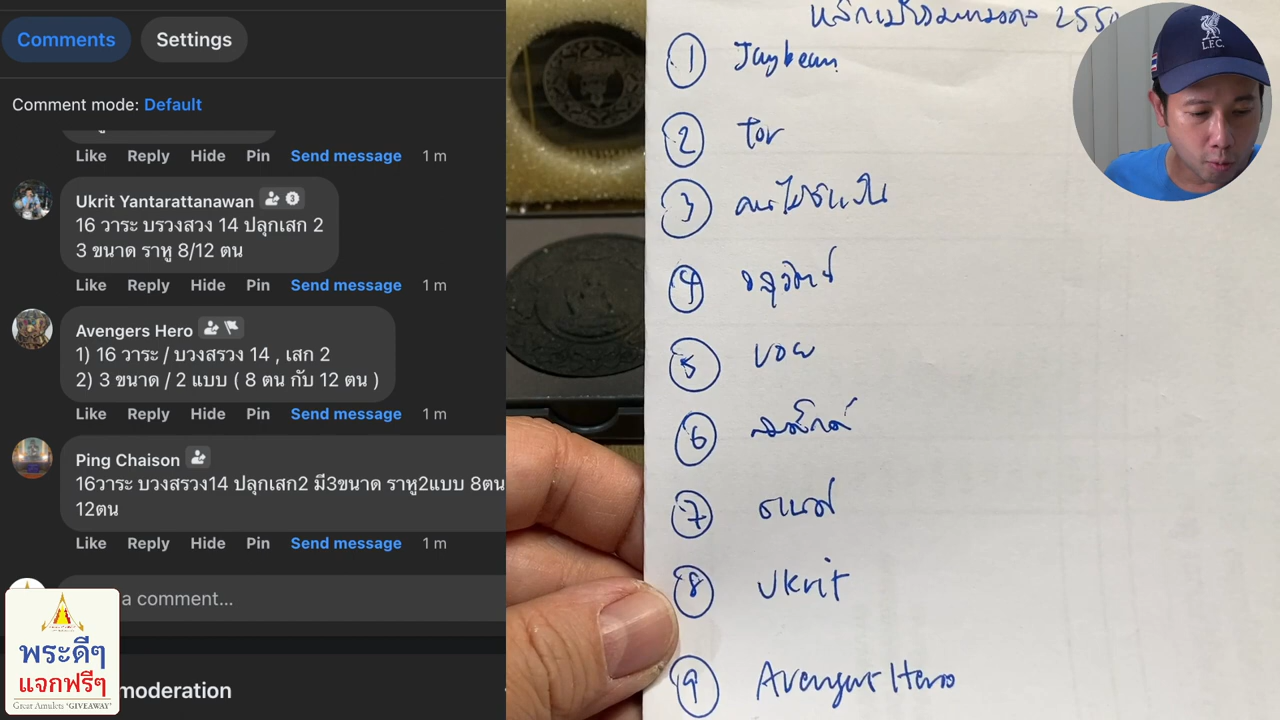 Comments
Settings
Comment mode: Default
Like Reply Hide Pin Send message 1 m
Ukrit Yantarattanawan 3
16 วาระ บรวงสวง 14 ปลุกเสก 2
3 ขนาด ราหู 8/12 ตน
Like Reply Hide Pin Send message 1 m
Avengers Hero
1) 16 วาระ / บวงสรวง 14 , เสก 2
2) 3 ขนาด / 2 แบบ ( 8 ตน กับ 12 ตน )
Like Reply Hide Pin Send message 1 m
Ping Chaison
16วาระ บวงสรวง14 ปลุกเสก2 มี3ขนาด ราหู2แบบ 8ตน
12ตน
Like Reply Hide Pin Send message 1 m
a comment...
moderation
พระดีๆ
แจกฟรีๆ
Great Amulets 'GIVEAWAY'
1 Jaybean
2 tor
3
4
5 บอย
6
7
8 Ukrit
9 Avengers Hero
L.F.C.